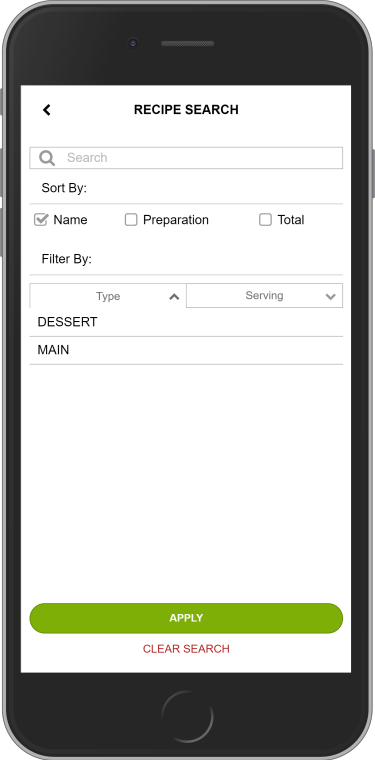 RECIPE SEARCH
Search
Sort By:
Name Preparation Total
Filter By:
Type Serving
DESSERT
MAIN
APPLY
CLEAR SEARCH